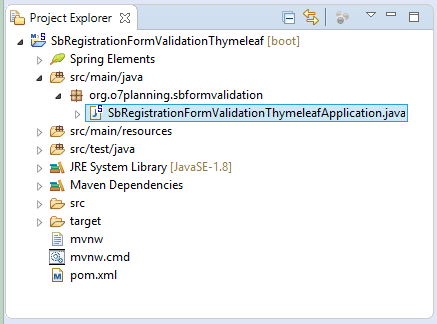 Project Explorer
SbRegistrationFormValidationThymeleaf [boot]
Spring Elements
src/main/java
org.o7planning.sbformvalidation
SbRegistrationFormValidationThymeleafApplication.java
src/main/resources
src/test/java
JRE System Library [JavaSE-1.8]
Maven Dependencies
src
target
mvnw
mvnw.cmd
pom.xml